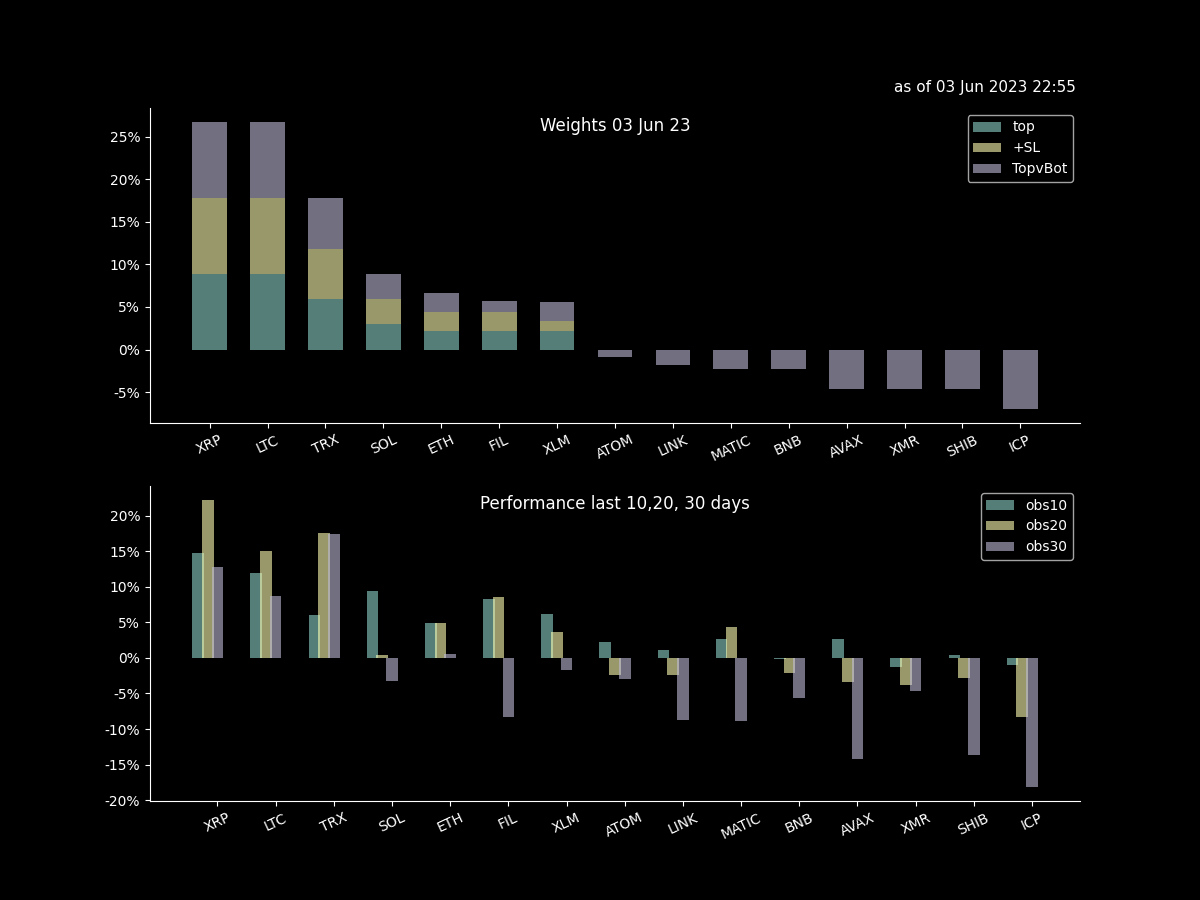 as of 03 Jun 2023 22:55
Weights 03 Jun 23
top
+SL
TopvBot
25%
20%
15%
10%
5%
0%
-5%
XRP LTC TRX SOL ETH FIL XLM ATOM LINK MATIC BNB AVAX XMR SHIB ICP
Performance last 10,20, 30 days
obs10
obs20
obs30
20%
15%
10%
5%
0%
-5%
-10%
-15%
-20%
XRP LTC TRX SOL ETH FIL XLM ATOM LINK MATIC BNB AVAX XMR SHIB ICP